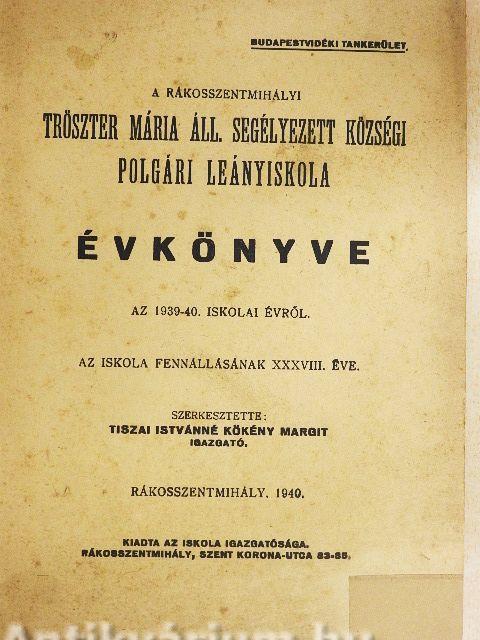 BUDAPESTVIDÉKI TANKERÜLET.
A RÁKOSSZENTMIHÁLYI
TRÖSZTER MÁRIA ÁLL. SEGÉLYEZETT KÖZSÉGI
POLGÁRI LEÁNYISKOLA
ÉVKÖNYVE
AZ 1939-40. ISKOLAI ÉVRŐL.
AZ ISKOLA FENNÁLLÁSÁNAK XXXVIII. ÉVE.
SZERKESZTETTE:
TISZAI ISTVÁNNÉ KÖKÉNY MARGIT
IGAZGATÓ.
RÁKOSSZENTMIHÁLY, 1940.
KIADTA AZ ISKOLA IGAZGATÓSÁGA.
RÁKOSSZENTMIHÁLY, SZENT KORONA-UTCA 83-85.
Antikvárium.hu